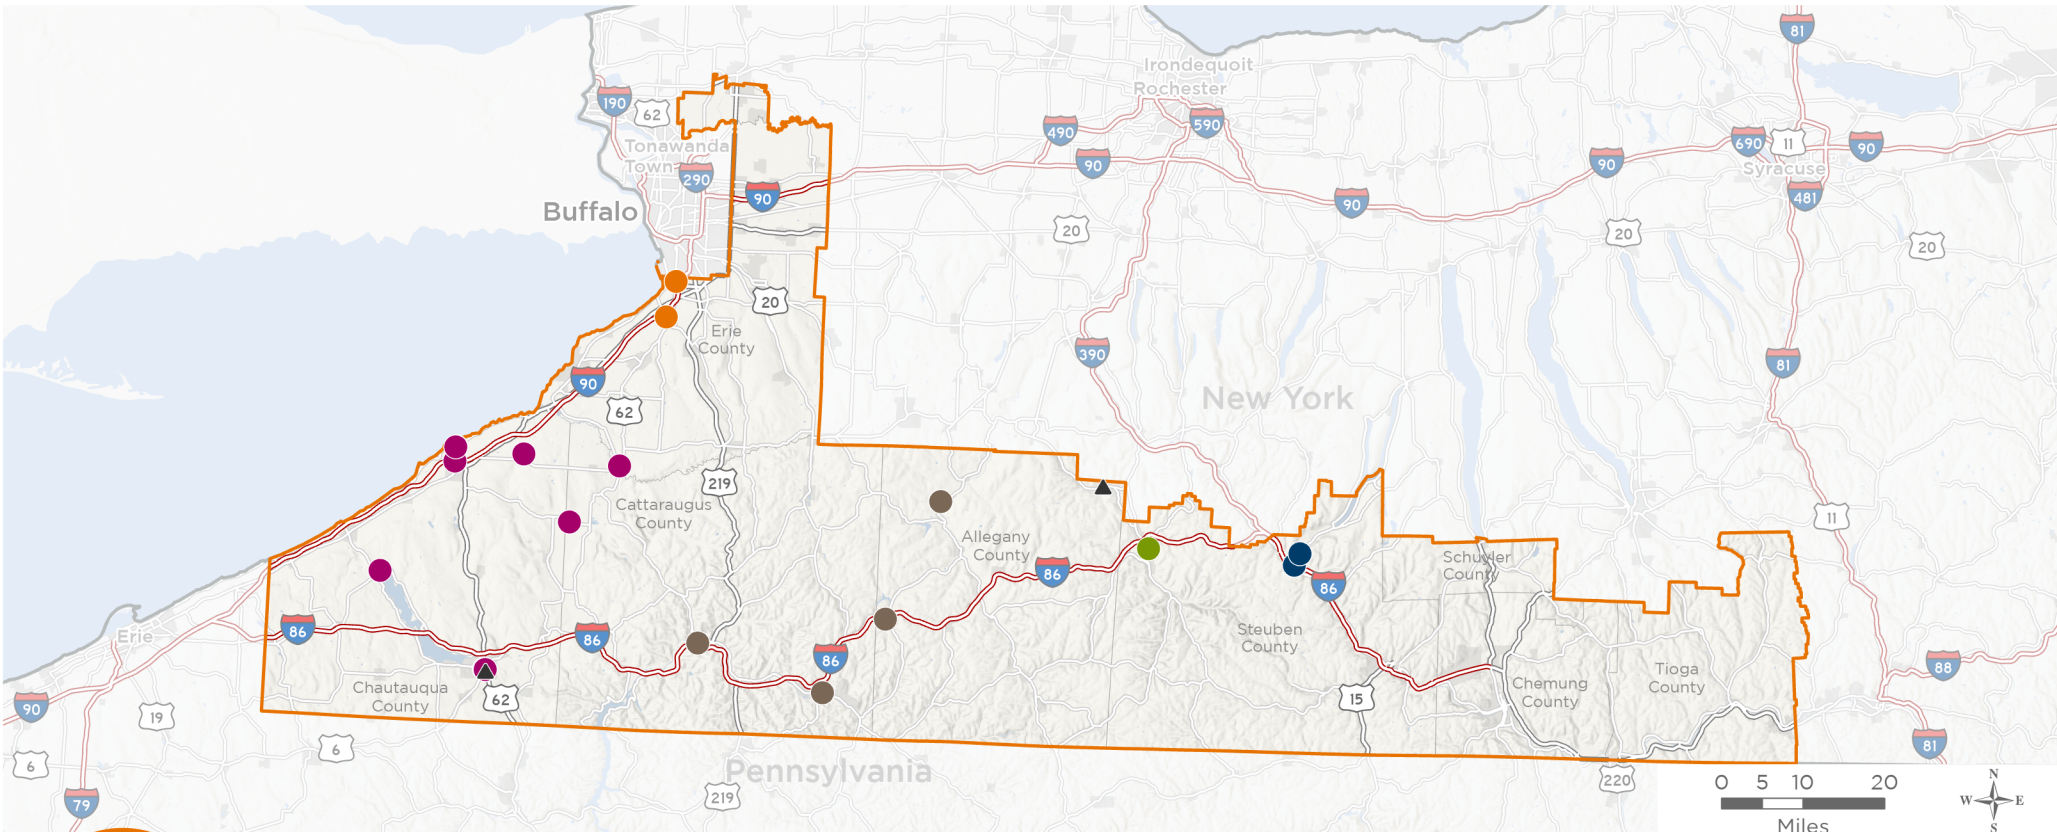 81
Irondequoit
Rochester
190
62
490
590
90
690
11
90
90
Syracuse
Tonawanda
Town
290
90
90
481
Buffalo
20
20
20
20
Erie
County
390
81
90
62
New York
219
Cattaraugus
County
11
Allegany
County
86
Schuyler
County
86
86
86
Erie
Steuben
County
86
88
Chautauqua
County
62
15
Chemung
County
Tioga
County
90
19
6
6
81
Pennsylvania
219
220
79
0 5 10 20
Miles
N
W E
S